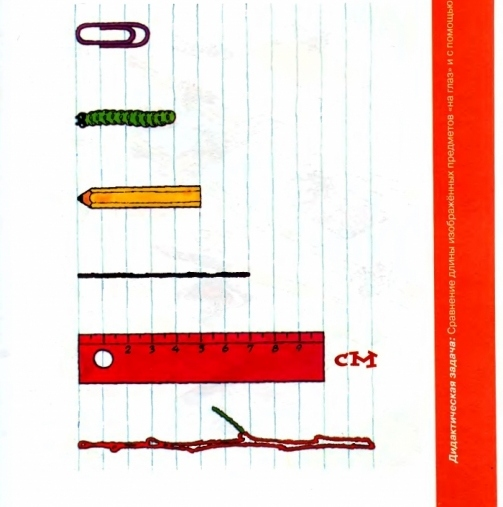 2 3 4 5 6 7 8 9
см
Дидактическая задача: Сравнение длины изображённых предметов «на глаз» и с помощью